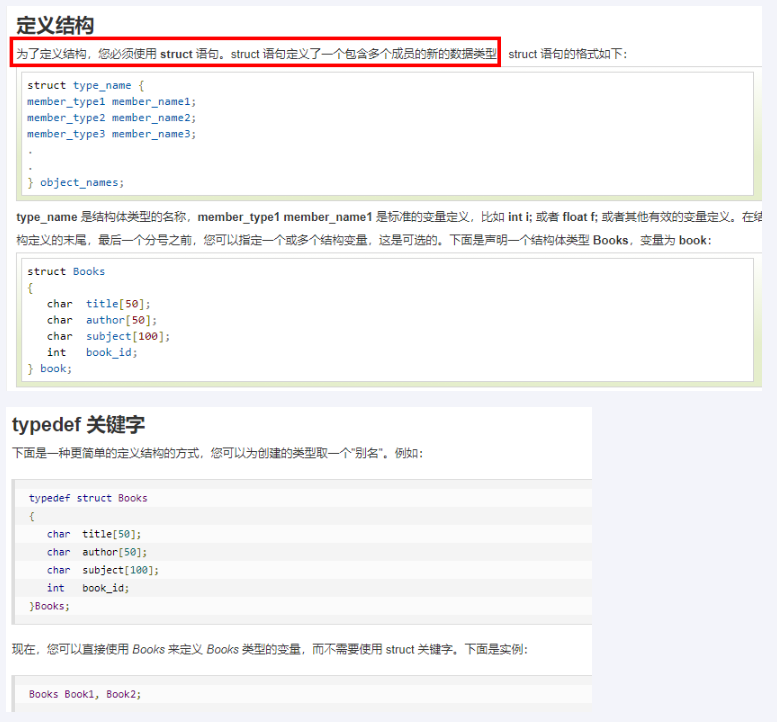 定义结构
为了定义结构，您必须使用 struct 语句。struct 语句定义了一个包含多个成员的新的数据类型 struct 语句的格式如下：
struct type_name {
member_type1 member_name1;
member_type2 member_name2;
member_type3 member_name3;
.
.
} object_names;
type_name 是结构体类型的名称，member_type1 member_name1 是标准的变量定义，比如 int i; 或者 float f; 或者其他有效的变量定义。在结
构定义的末尾，最后一个分号之前，您可以指定一个或多个结构变量，这是可选的。下面是声明一个结构体类型 Books，变量为 book：
struct Books
{
char title[50];
char author[50];
char subject[100];
int book_id;
} book;
typedef 关键字
下面是一种更简单的定义结构的方式，您可以为创建的类型取一个"别名"。例如：
typedef struct Books
{
char title[50];
char author[50];
char subject[100];
int book_id;
}Books;
现在，您可以直接使用 Books 来定义 Books 类型的变量，而不需要使用 struct 关键字。下面是实例：
Books Book1, Book2;